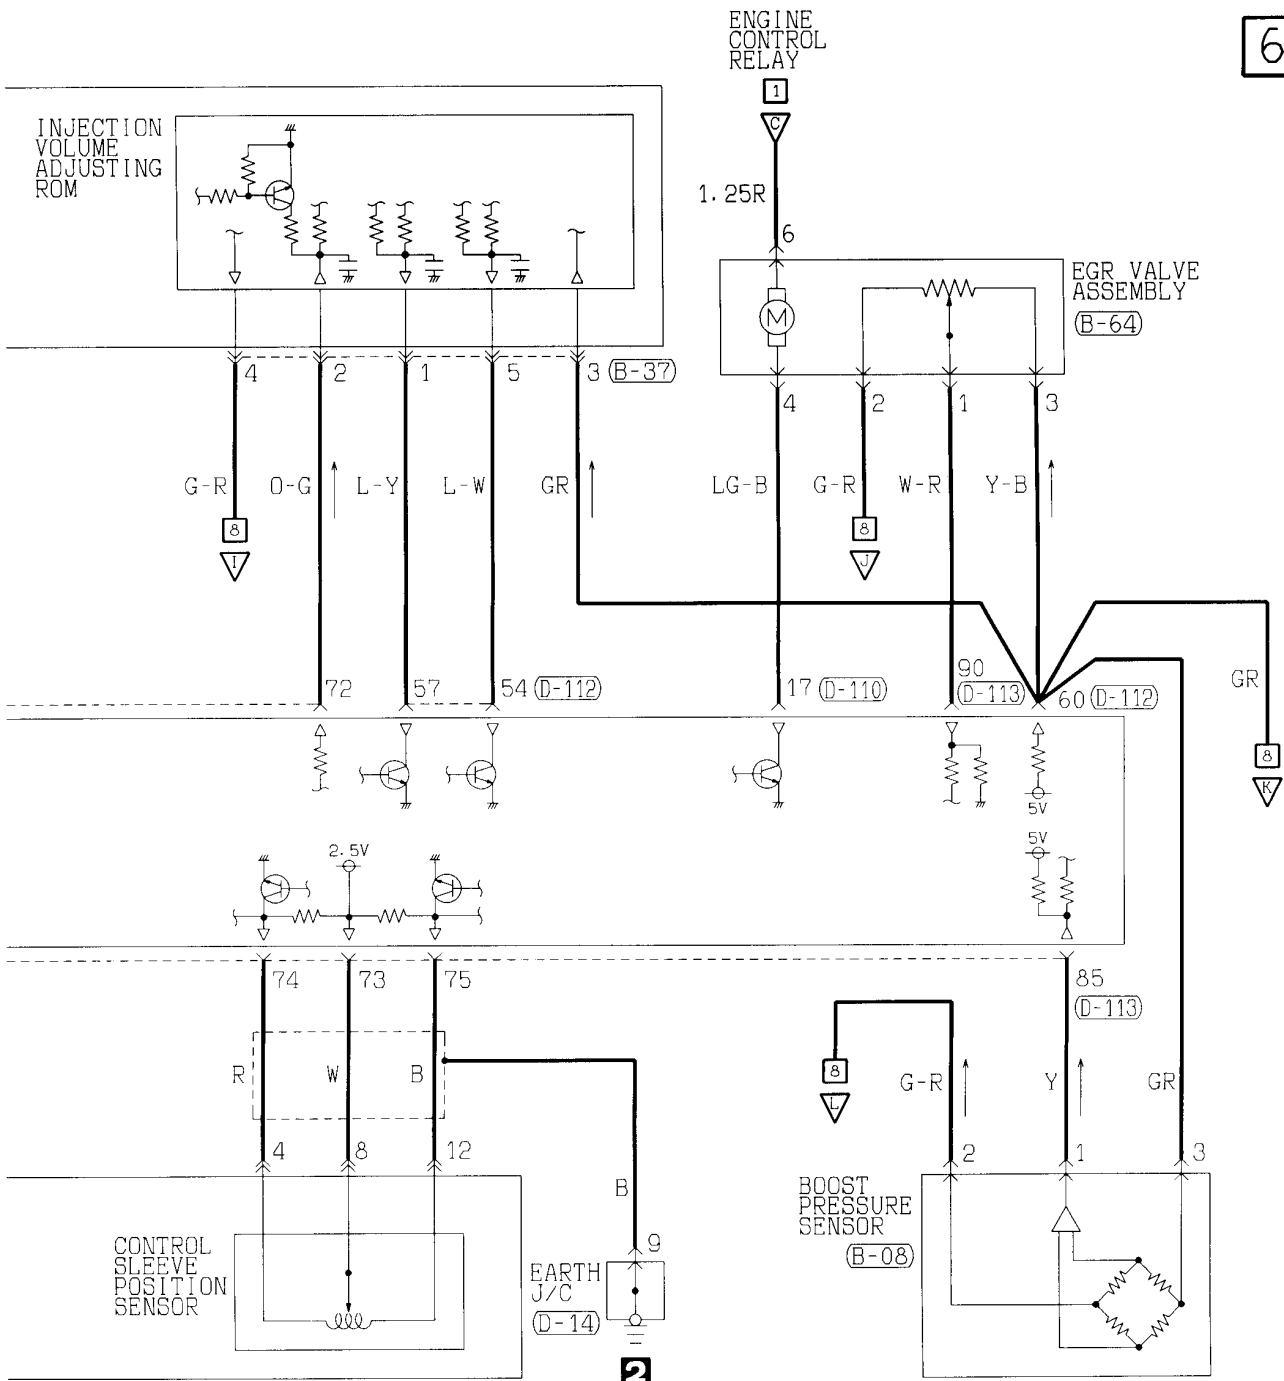 ENGINE
CONTROL
RELAY
6
1
C
INJECTION
VOLUME
ADJUSTING
ROM
1.25R
6
EGR VALVE
ASSEMBLY
B-64
M
4 2 1 5 3 B-37
4 2 1 3
G-R O-G L-Y L-W GR LG-B G-R W-R Y-B
8 8
I J
72 57 54 D-112 17 D-110 90 D-113 60 D-112
GR
8
K
5V
5V
2.5V
74 73 75 85
D-113
R W B
8
L
G-R Y GR
4 8 12 2 1 3
B
BOOST
PRESSURE
SENSOR
B-08
CONTROL
SLEEVE
POSITION
SENSOR
9
EARTH
J/C
D-14
2